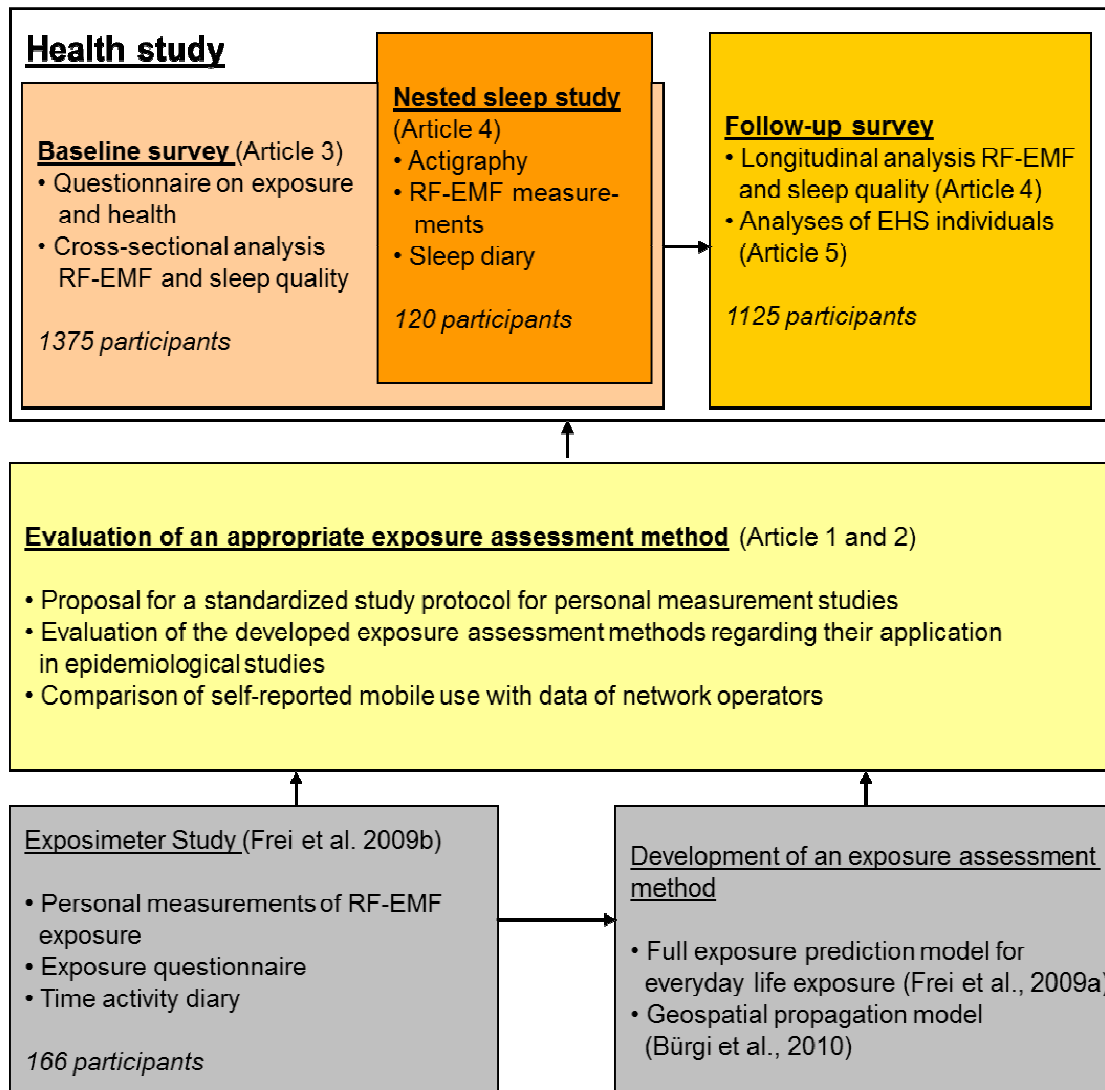 Health study
Baseline survey (Article 3)
• Questionnaire on exposure
and health
• Cross-sectional analysis
RF-EMF and sleep quality
1375 participants
Nested sleep study
(Article 4)
• Actigraphy
• RF-EMF measure-
ments
• Sleep diary
120 participants
Follow-up survey
• Longitudinal analysis RF-EMF
and sleep quality (Article 4)
• Analyses of EHS individuals
(Article 5)
1125 participants
Evaluation of an appropriate exposure assessment method (Article 1 and 2)
• Proposal for a standardized study protocol for personal measurement studies
• Evaluation of the developed exposure assessment methods regarding their application
in epidemiological studies
• Comparison of self-reported mobile use with data of network operators
Exposimeter Study (Frei et al. 2009b)
• Personal measurements of RF-EMF
exposure
• Exposure questionnaire
• Time activity diary
166 participants
Development of an exposure assessment
method
• Full exposure prediction model for
everyday life exposure (Frei et al., 2009a)
• Geospatial propagation model
(Bürgi et al., 2010)